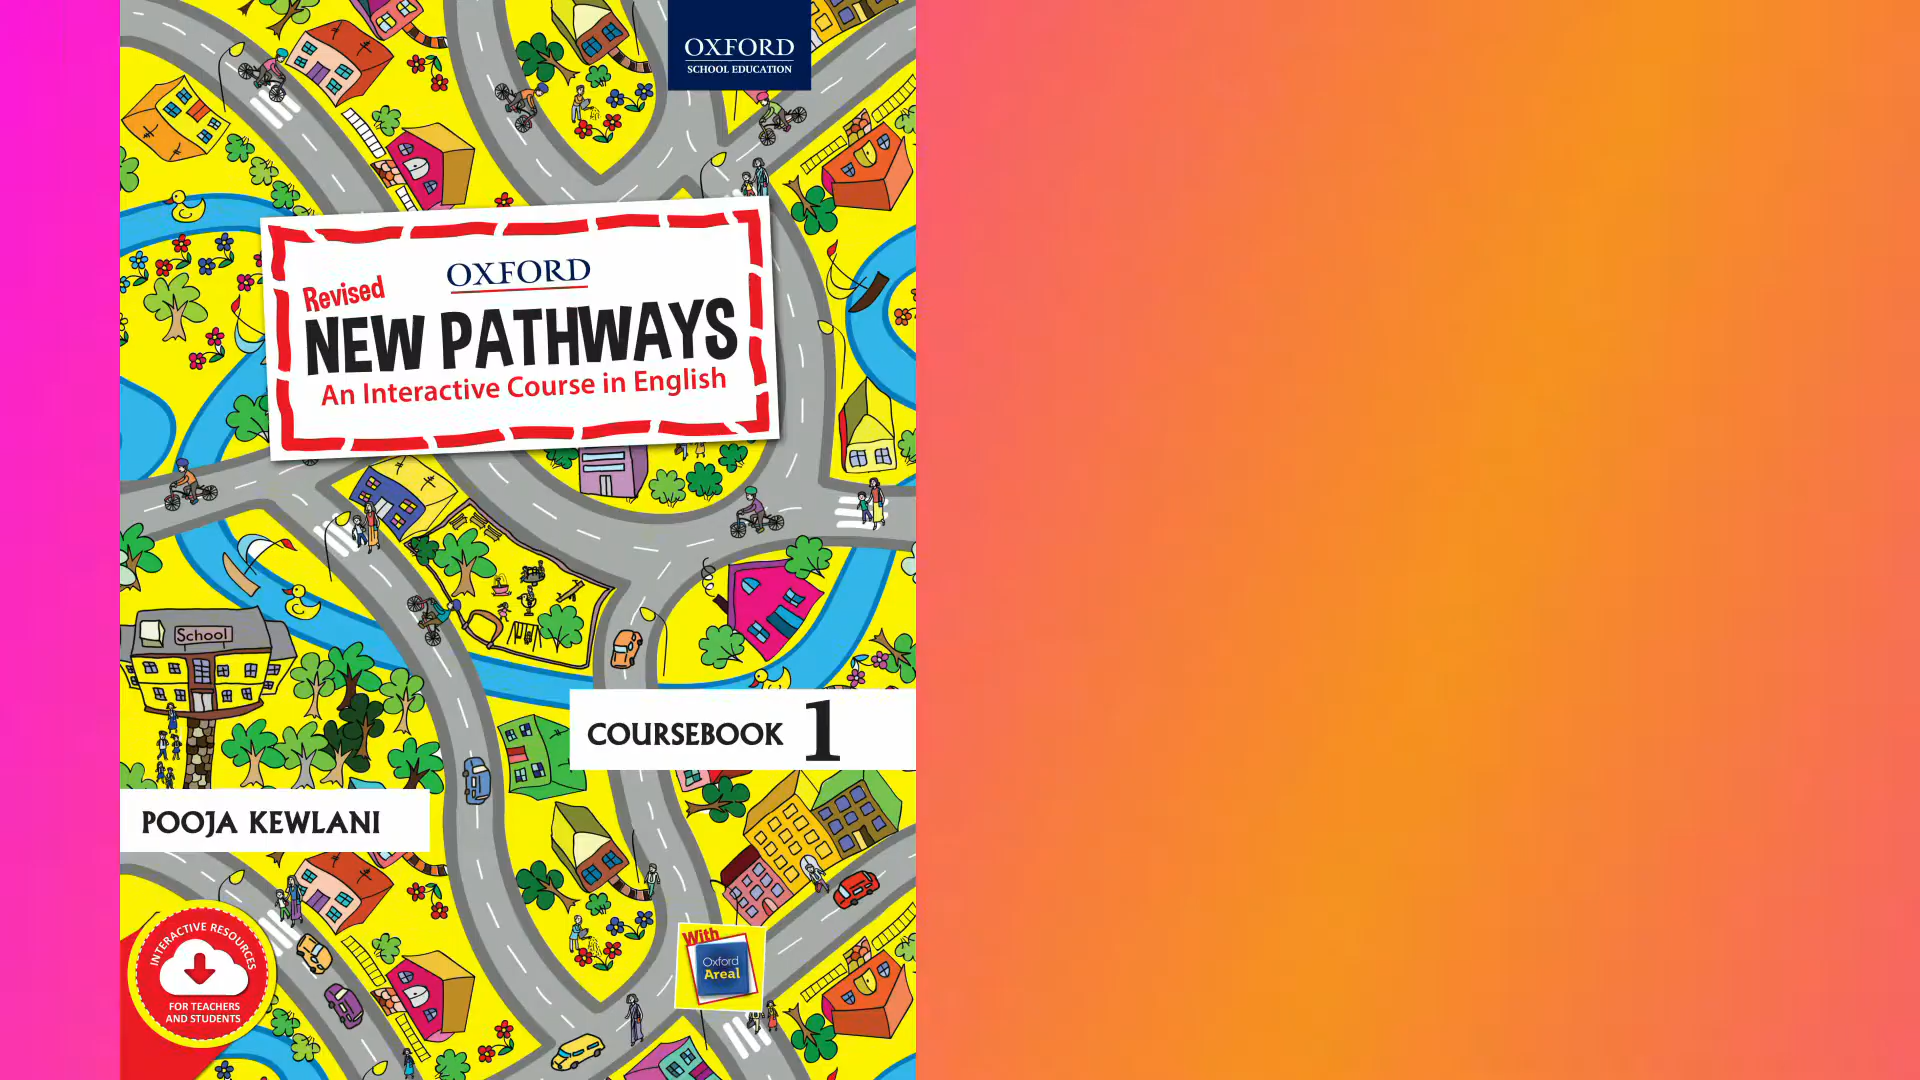 OXFORD
SCHOOL EDUCATION
OXFORD
Revised
NEW PATHWAYS
An Interactive Course in English
School
COURSEBOOK 1
POOJA KEWLANI
INTERACTIVE RESOURCES
FOR TEACHERS
AND STUDENTS
With
Oxford
Areal